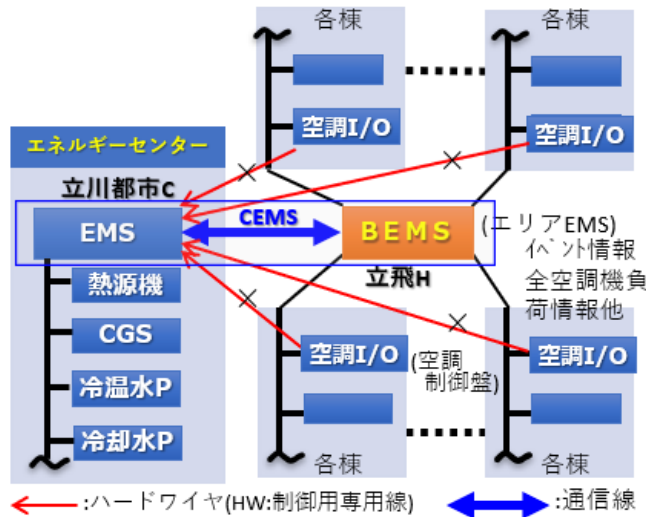 各棟
各棟
空調I/O
空調I/O
エネルギーセンター
立川都市C
EMS
CEMS
BEMS
(エリアEMS)
ｲﾍﾞﾝﾄ情報
全空調機負
荷情報他
立飛H
熱源機
CGS
冷温水P
冷却水P
空調I/O
(空調
制御盤)
空調I/O
各棟
各棟
:ハードワイヤ(HW:制御用専用線)
:通信線